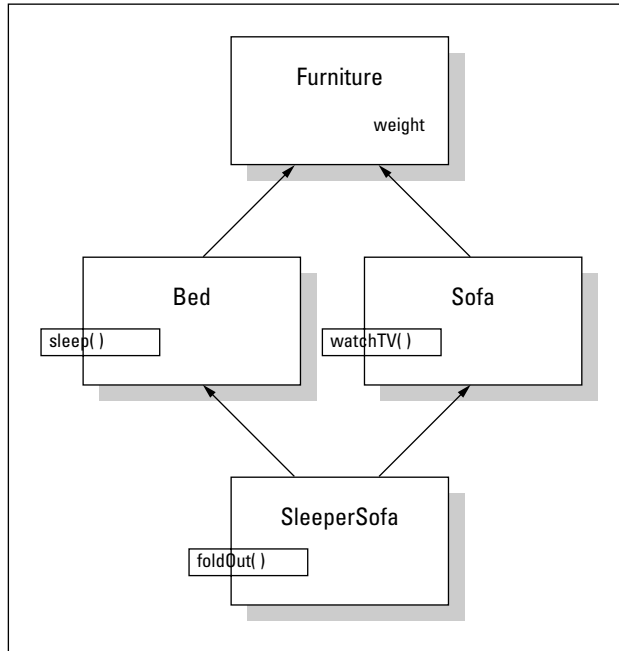 Furniture
weight
Bed
Sofa
sleep( )
watchTV( )
SleeperSofa
foldOut( )